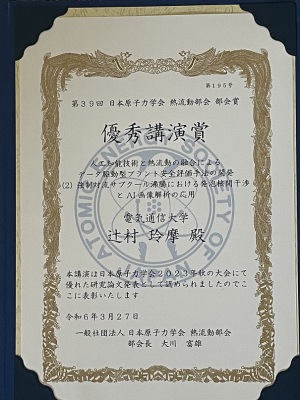 第195号
第39回 日本原子力学会 熱流動部会 部会賞
優秀講演賞
人工知能技術と熱流動の融合による
データ駆動型プラント安全評価手法の開発
(2) 強制対流サブクール沸騰における発泡核間干渉
とAI画像解析の応用
電気通信大学
辻村 玲摩 殿
本講演は日本原子力学会2023年秋の大会にて
優れた研究論文発表として認められましたのでここ
に表彰いたします
令和6年3月27日
一般社団法人 日本原子力学会 熱流動部会
部会長 大川 富雄
ATOMIC ENERGY SOCIETY OF